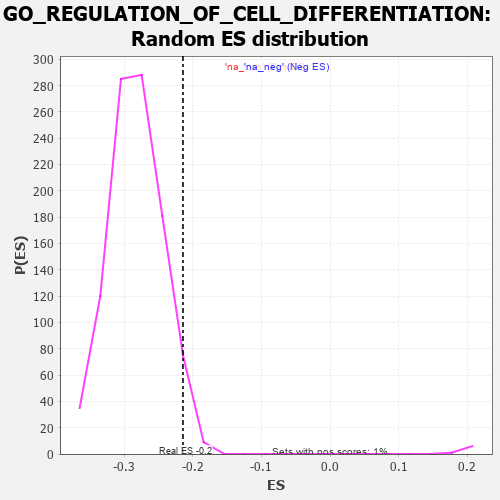 GO_REGULATION_OF_CELL_DIFFERENTIATION:
Random ES distribution
'na_'na_neg' (Neg ES)
300
280
260
240
220
200
180
160
140
120
100
80
60
40
20
0
P(ES)
Real ES -0.2
Sets with pos scores: 1%
-0.3 -0.2 -0.1 0.0 0.1 0.2
ES